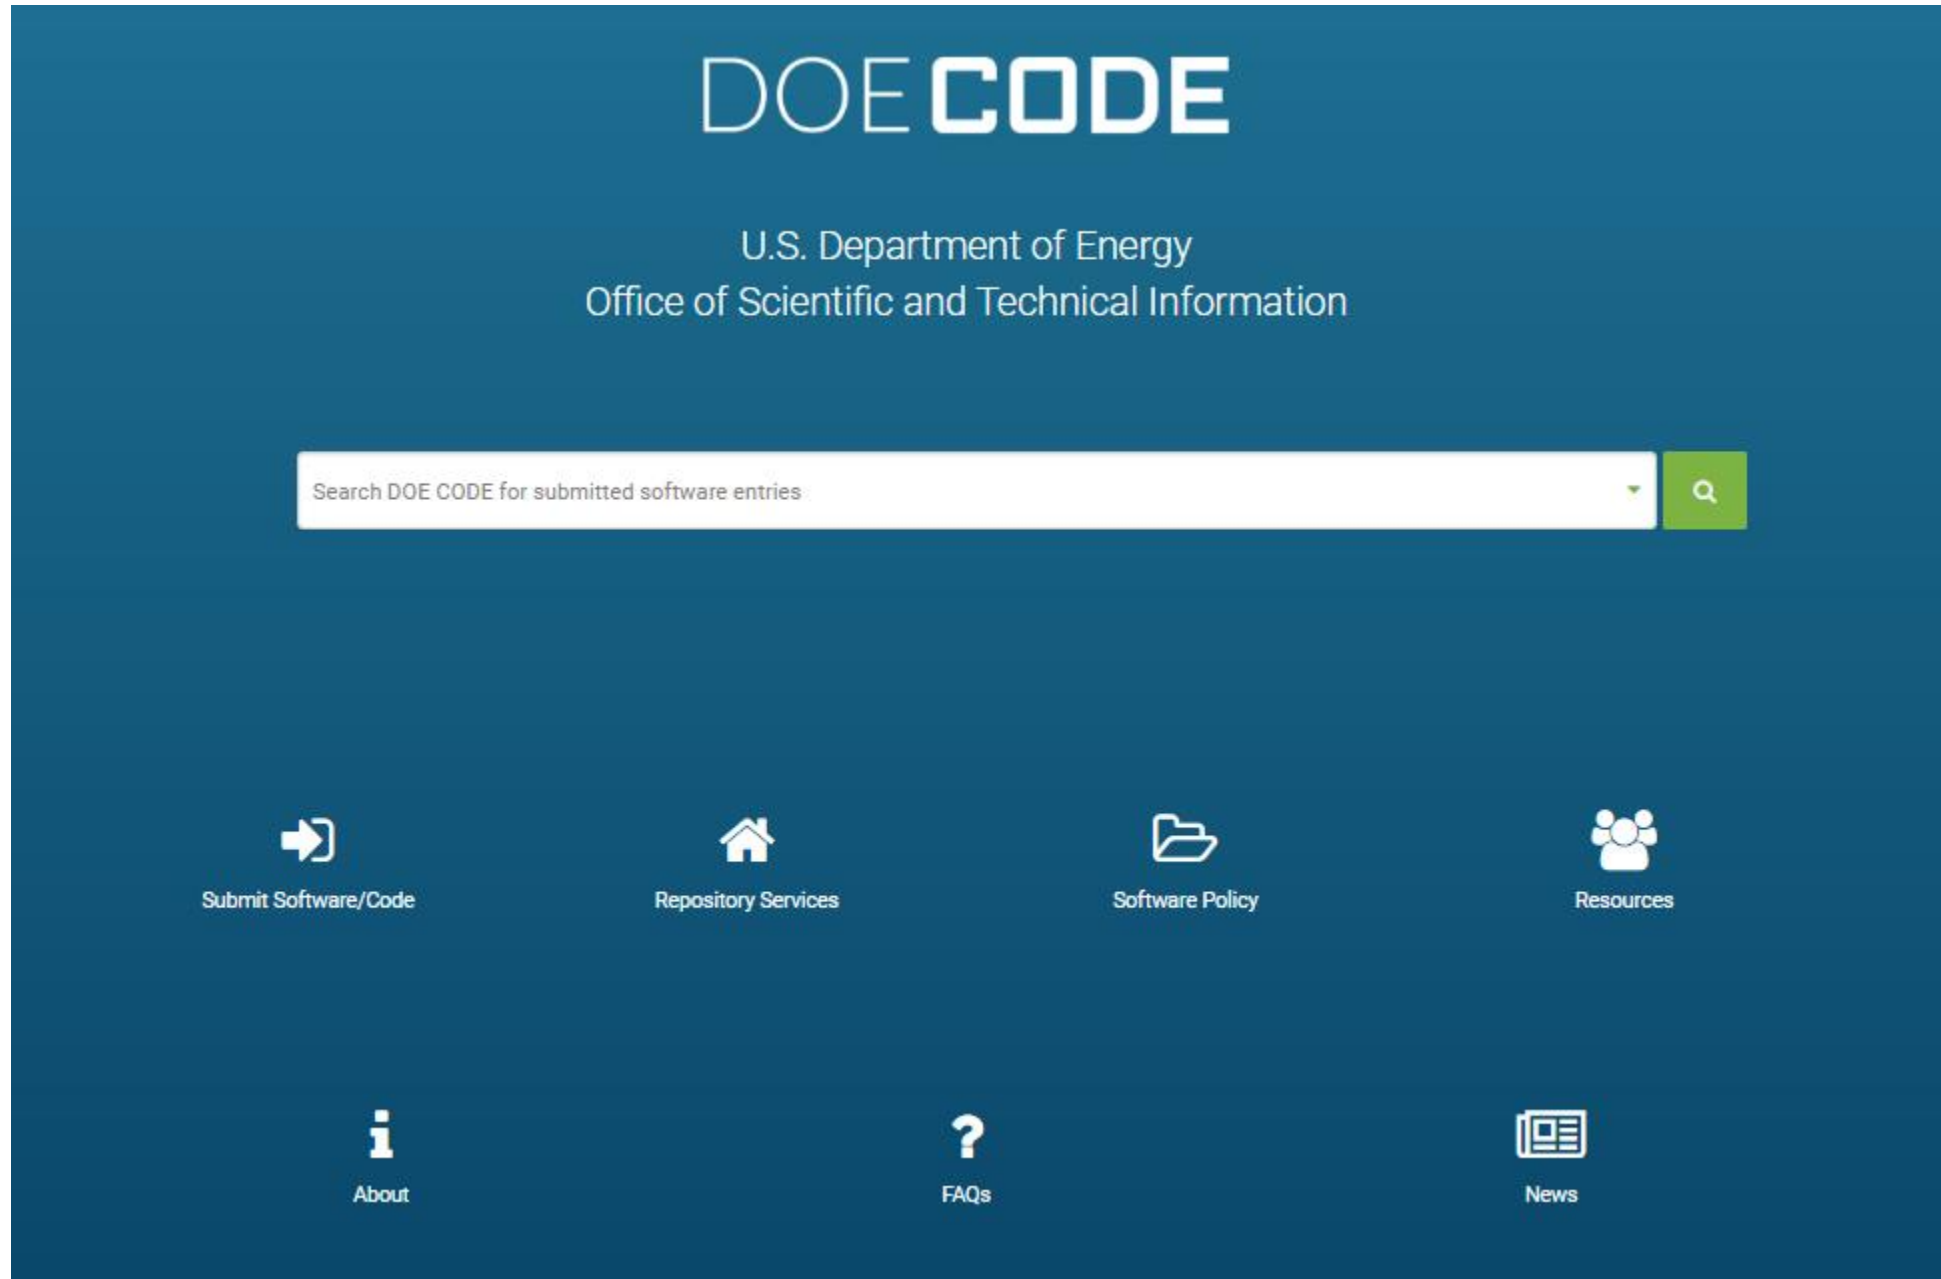 DOE CODE
U.S. Department of Energy
Office of Scientific and Technical Information
Search DOE CODE for submitted software entries
Submit Software/Code
Repository Services
Software Policy
Resources
About
FAQs
News